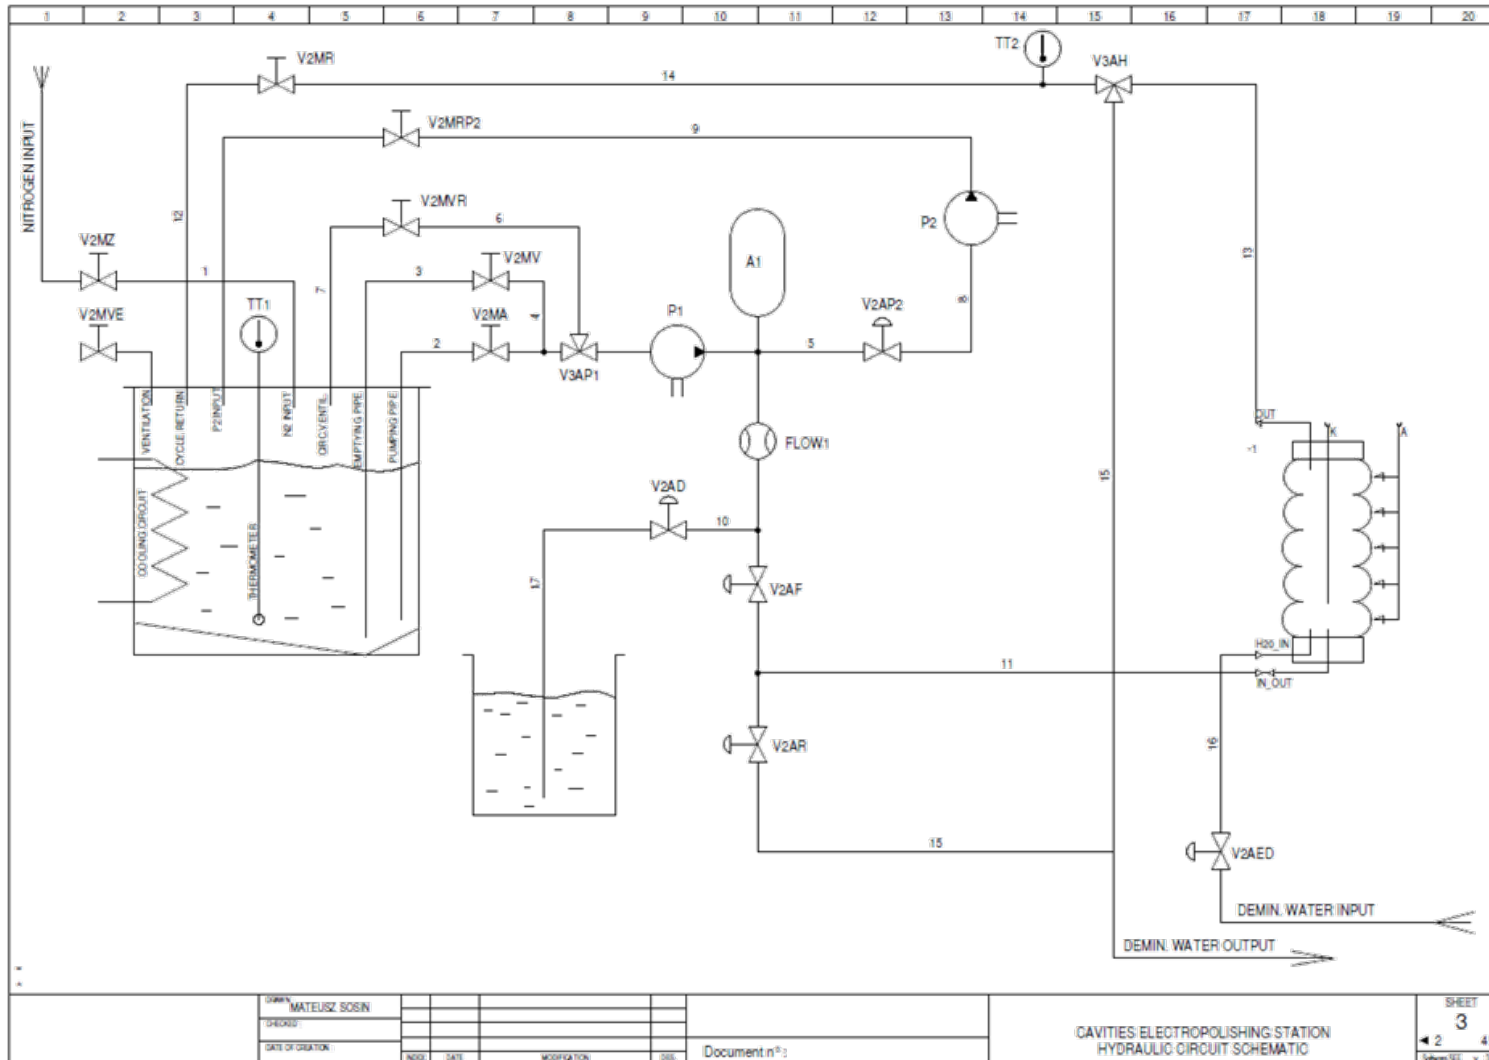 1 2 3 4 5 6 7 8 9 10 11 12 13 14 15 16 17 18 19 20
TT2
V3AH
V2MR
14
NITROGEN INPUT
V2MRP2
9
12
V2MVR
6
P2
V2MZ
1
3
V2MV
A1
13
7
8
V2MVE
TT1
V2MA
4
P1
V2AP2
2
5
V3AP1
VENTILATION
CYCLE RETURN
P2 INPUT
N2 INPUT
CIRC.VENTIL.
EMPTYING PIPE
PUMPING PIPE
OUT
K
A
FLOW1
-1
COOLING CIRCUIT
THERMOMETER
V2AD
10
15
17
V2AF
H20_IN
11
IN_OUT
V2AR
16
15
V2AED
DEMIN. WATER INPUT
DEMIN. WATER OUTPUT
DRAWN
MATEUSZ SOSIN
CHECKED
DATE OF CREATION
INDEX DATE MODIFICATION
Document n° :
CAVITIES ELECTROPOLISHING STATION
HYDRAULIC CIRCUIT SCHEMATIC
SHEET
3
2 4